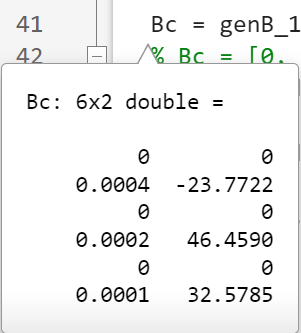 41 Bc = genB_1
42 % Bc = [0.
Bc: 6x2 double =
0 0
0.0004 -23.7722
0 0
0.0002 46.4590
0 0
0.0001 32.5785